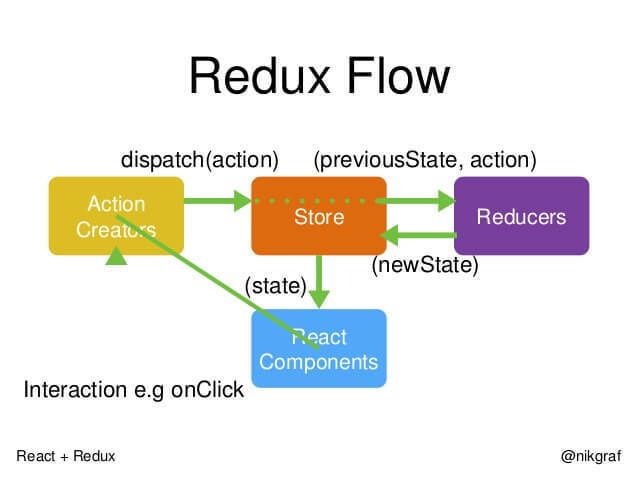 Redux Flow
dispatch(action)
(previousState, action)
Action
Creators
Store
Reducers
(newState)
(state)
React
Components
Interaction e.g onClick
React + Redux
@nikgraf